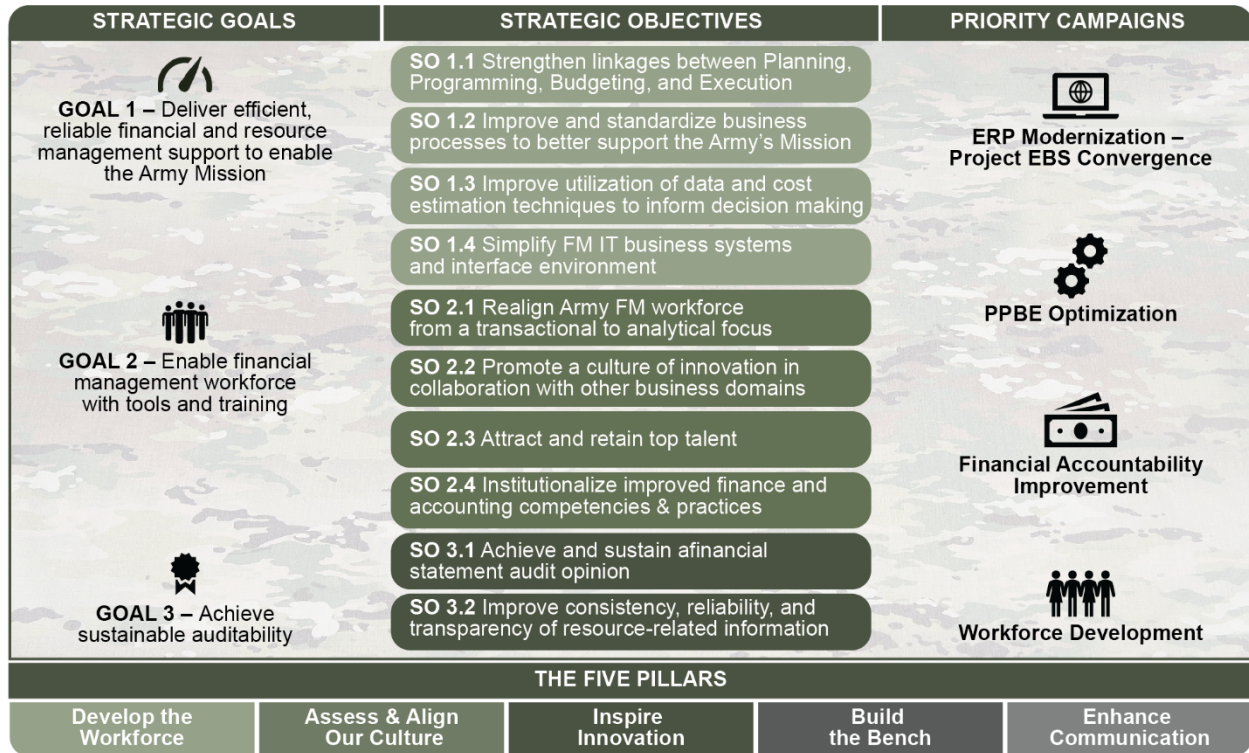 STRATEGIC GOALS
GOAL 1 – Deliver efficient,
reliable financial and resource
management support to enable
the Army Mission
GOAL 2 – Enable financial
management workforce
with tools and training
GOAL 3 – Achieve
sustainable auditability
STRATEGIC OBJECTIVES
SO 1.1 Strengthen linkages between Planning,
Programming, Budgeting, and Execution
SO 1.2 Improve and standardize business
processes to better support the Army's Mission
SO 1.3 Improve utilization of data and cost
estimation techniques to inform decision making
SO 1.4 Simplify FM IT business systems
and interface environment
SO 2.1 Realign Army FM workforce
from a transactional to analytical focus
SO 2.2 Promote a culture of innovation in
collaboration with other business domains
SO 2.3 Attract and retain top talent
SO 2.4 Institutionalize improved finance and
accounting competencies & practices
SO 3.1 Achieve and sustain afinancial
statement audit opinion
SO 3.2 Improve consistency, reliability, and
transparency of resource-related information
PRIORITY CAMPAIGNS
ERP Modernization –
Project EBS Convergence
PPBE Optimization
Financial Accountability
Improvement
Workforce Development
THE FIVE PILLARS
Develop the
Workforce
Assess & Align
Our Culture
Inspire
Innovation
Build
the Bench
Enhance
Communication